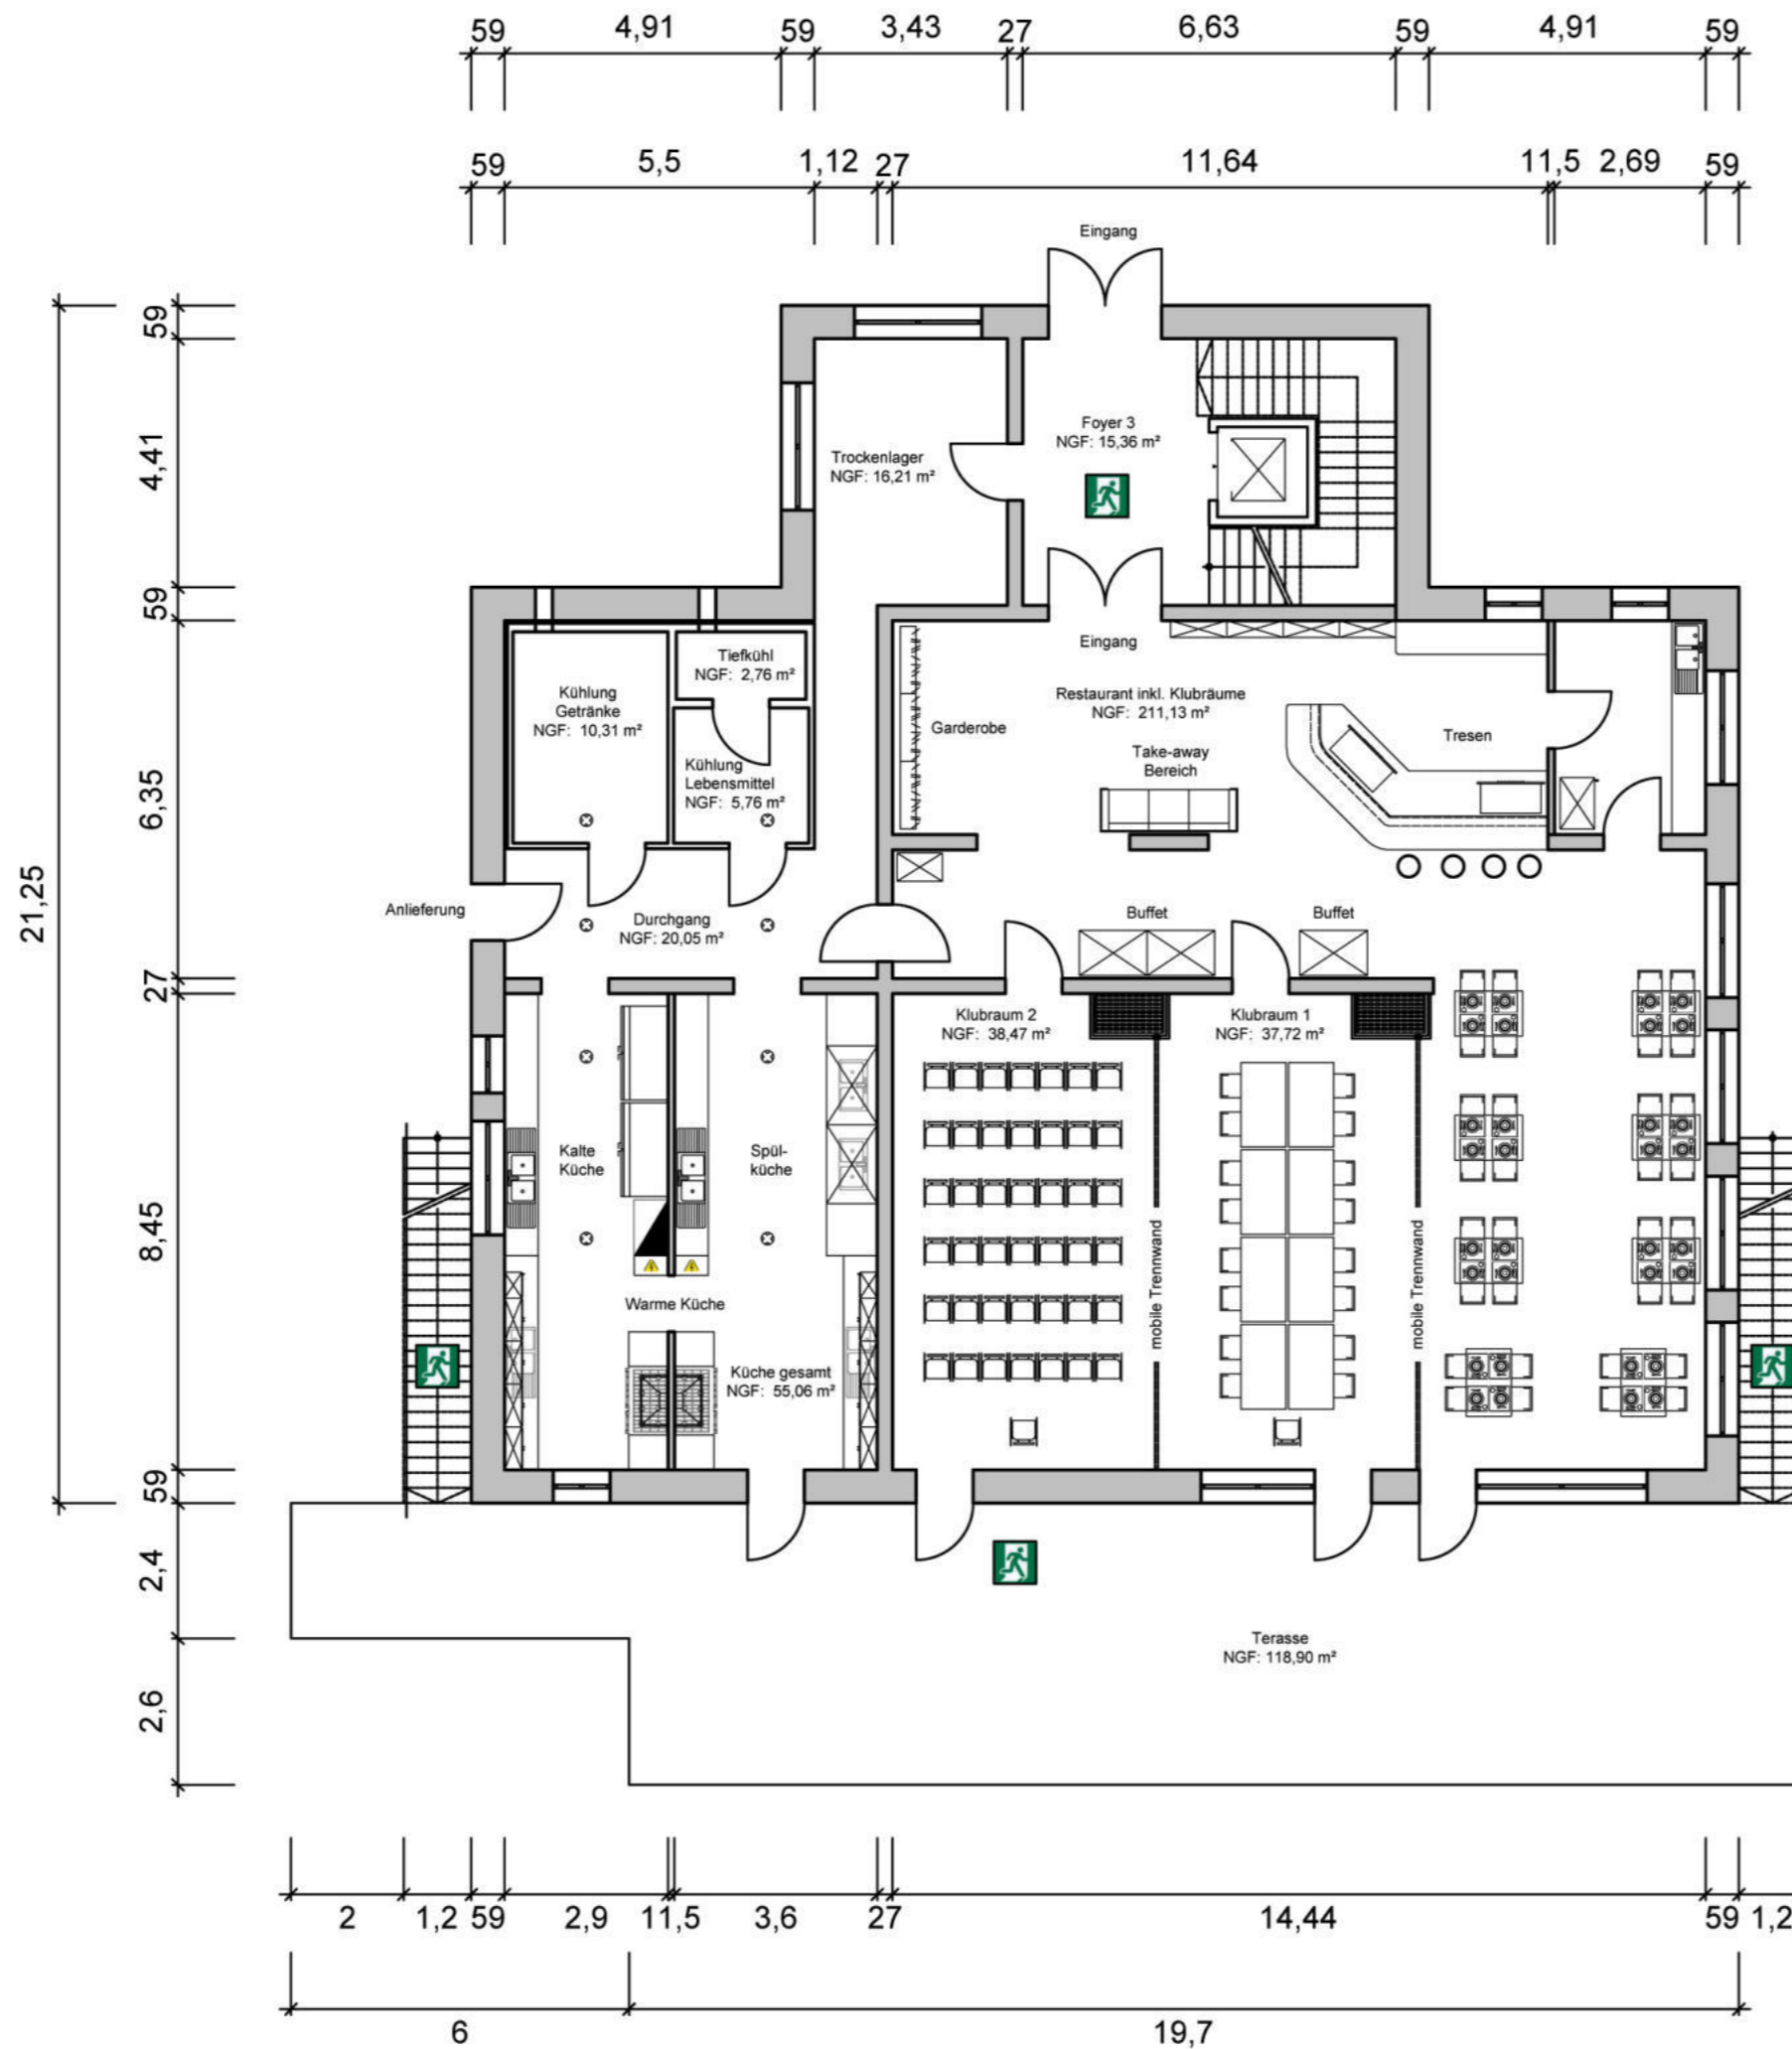 59 4,91 59 3,43 27 6,63 59 4,91 59
59 5,5 1,12 27 11,64 11,5 2,69 59
Eingang
21,25
59
4,41
59
6,35
27
8,45
59
2,4
2,6
Foyer 3
NGF: 15,36 m²
Trockenlager
NGF: 16,21 m²
Eingang
Tiefkühl
NGF: 2,76 m²
Kühlung
Getränke
NGF: 10,31 m²
Restaurant inkl. Klubräume
NGF: 211,13 m²
Garderobe
Tresen
Take-away
Bereich
Kühlung
Lebensmittel
NGF: 5,76 m²
Anlieferung
Durchgang
NGF: 20,05 m²
Buffet
Buffet
Klubraum 2
NGF: 38,47 m²
Klubraum 1
NGF: 37,72 m²
Kalte
Küche
Spül-
küche
mobile Trennwand
mobile Trennwand
Warme Küche
Küche gesamt
NGF: 55,06 m²
Terasse
NGF: 118,90 m²
2 1,2 59 2,9 11,5 3,6 27 14,44 59 1,2
6 19,7